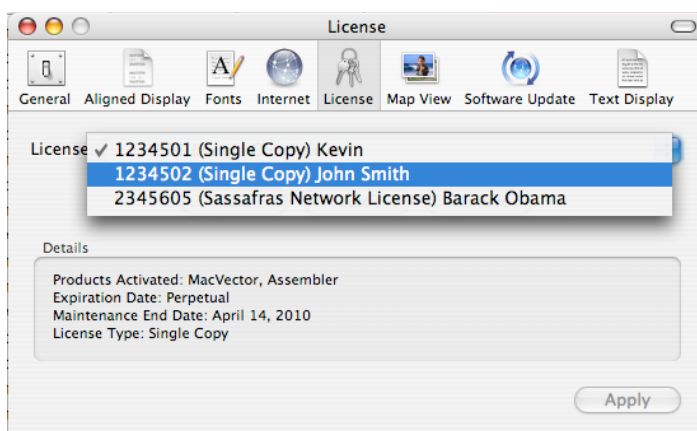 License
General Aligned Display Fonts Internet License Map View Software Update Text Display
License ✓ 1234501 (Single Copy) Kevin
1234502 (Single Copy) John Smith
2345605 (Sassafras Network License) Barack Obama
Details
Products Activated: MacVector, Assembler
Expiration Date: Perpetual
Maintenance End Date: April 14, 2010
License Type: Single Copy
Apply